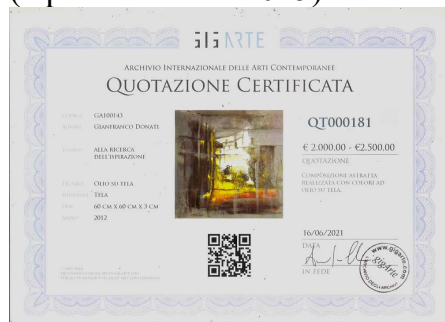 GIGARTE
ARCHIVIO INTERNAZIONALE DELLE ARTI CONTEMPORANEE
QUOTAZIONE CERTIFICATA
GA100143
GIANFRANCO DONATI
ALLA RICERCA
DELL'ISPIRAZIONE
OLIO SU TELA
TELA
60 CM X 60 CM X 3 CM
2012
QT000181
€ 2.000.00 - €2.500.00
QUOTAZIONE
COMPOSIZIONE ASTRATTA
REALIZZATA CON COLORI AD
OLIO SU TELA.
16/06/2021
DATA
IN FEDE
www.gigarte.com
gigarte